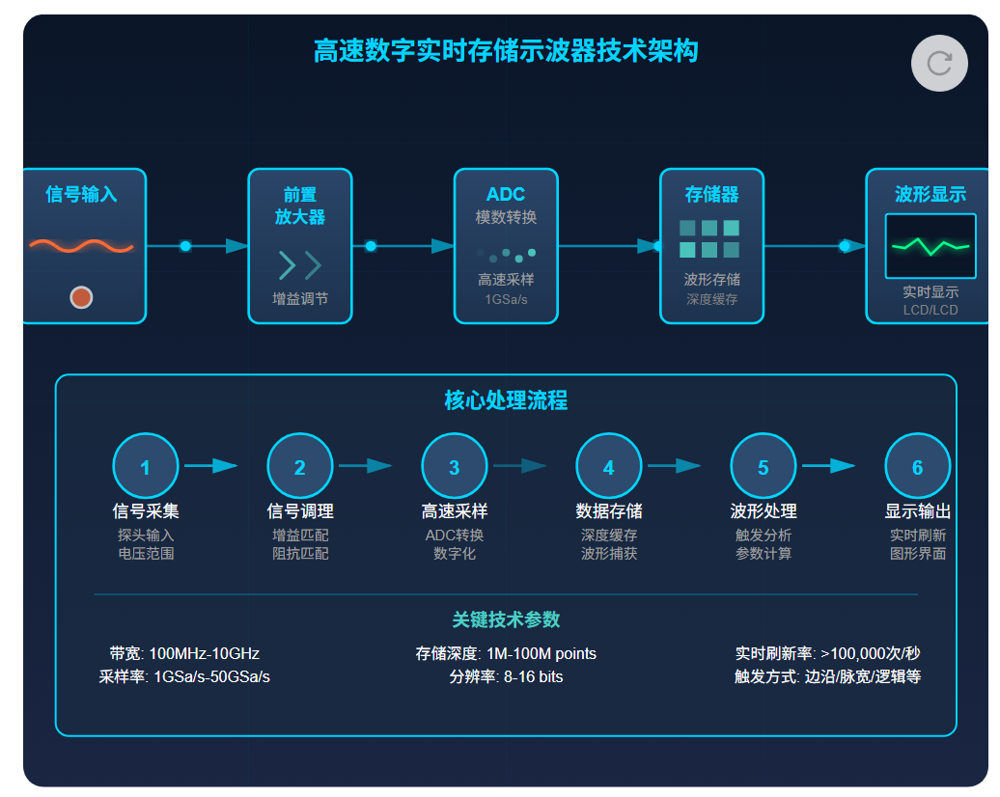 高速数字实时存储示波器技术架构
信号输入
前置
放大器
增益调节
ADC
模数转换
高速采样
1GSa/s
存储器
波形存储
深度缓存
波形显示
实时显示
LCD/LCD
核心处理流程
1
2
3
4
5
6
信号采集
信号调理
高速采样
数据存储
波形处理
显示输出
探头输入
增益匹配
ADC转换
深度缓存
触发分析
实时刷新
电压范围
阻抗匹配
数字化
波形捕获
参数计算
图形界面
关键技术参数
带宽: 100MHz-10GHz
存储深度: 1M-100M points
实时刷新率: >100,000次/秒
采样率: 1GSa/s-50GSa/s
分辨率: 8-16 bits
触发方式: 边沿/脉宽/逻辑等